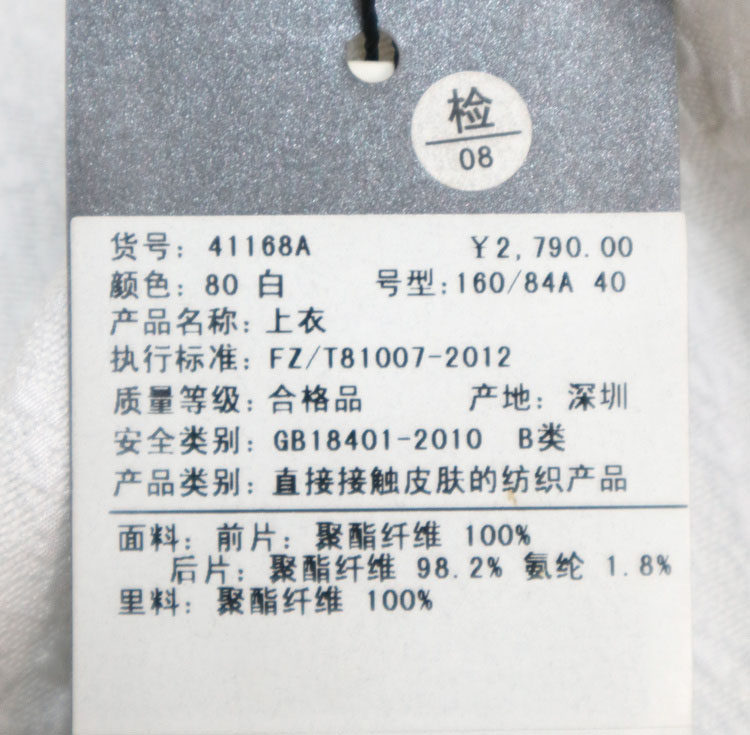 检
08
货号: 41168A ¥2,790.00
颜色: 80 白 号型:160/84A 40
产品名称:上衣
执行标准: FZ/T81007-2012
质量等级:合格品 产地: 深圳
安全类别: GB18401-2010 B类
产品类别: 直接接触皮肤的纺织产品
面料: 前片: 聚酯纤维 100%
后片: 聚酯纤维 98.2% 氨纶 1.8%
里料: 聚酯纤维 100%